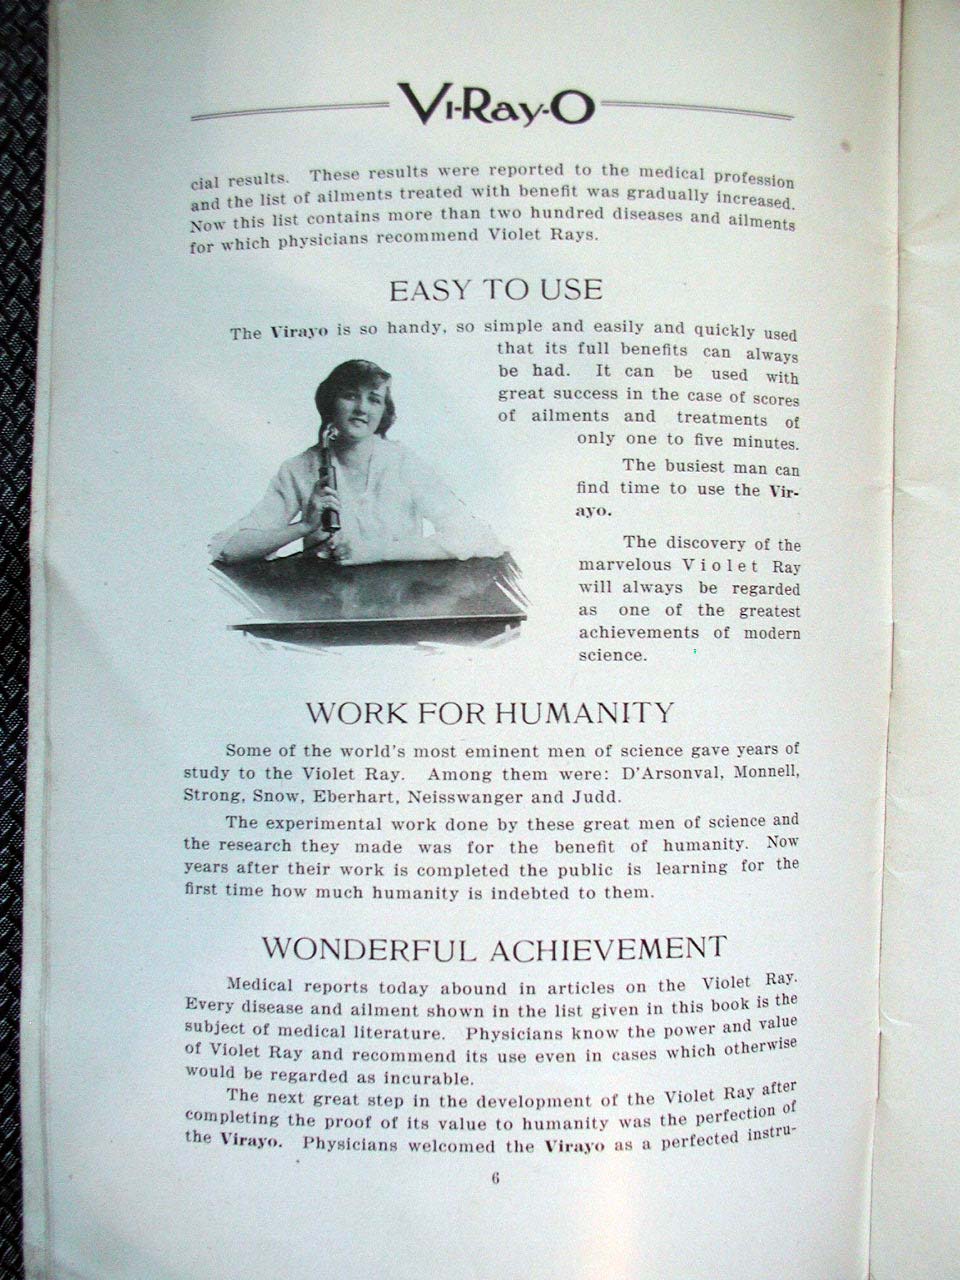 Vi-Ray-O
cial results. These results were reported to the medical profession
and the list of ailments treated with benefit was gradually increased.
Now this list contains more than two hundred diseases and ailments
for which physicians recommend Violet Rays.
EASY TO USE
The Virayo is so handy, so simple and easily and quickly used
that its full benefits can always
be had. It can be used with
great success in the case of scores
of ailments and treatments of
only one to five minutes.
The busiest man can
find time to use the Vir-
ayo.
The discovery of the
marvelous Violet Ray
will always be regarded
as one of the greatest
achievements of modern
science.
WORK FOR HUMANITY
Some of the world's most eminent men of science gave years of
study to the Violet Ray. Among them were: D'Arsonval, Monnell,
Strong, Snow, Eberhart, Neisswanger and Judd.
The experimental work done by these great men of science and
the research they made was for the benefit of humanity. Now
years after their work is completed the public is learning for the
first time how much humanity is indebted to them.
WONDERFUL ACHIEVEMENT
Medical reports today abound in articles on the Violet Ray.
Every disease and ailment shown in the list given in this book is the
subject of medical literature. Physicians know the power and value
of Violet Ray and recommend its use even in cases which otherwise
would be regarded as incurable.
The next great step in the development of the Violet Ray after
completing the proof of its value to humanity was the perfection of
the Virayo. Physicians welcomed the Virayo as a perfected instru-
6